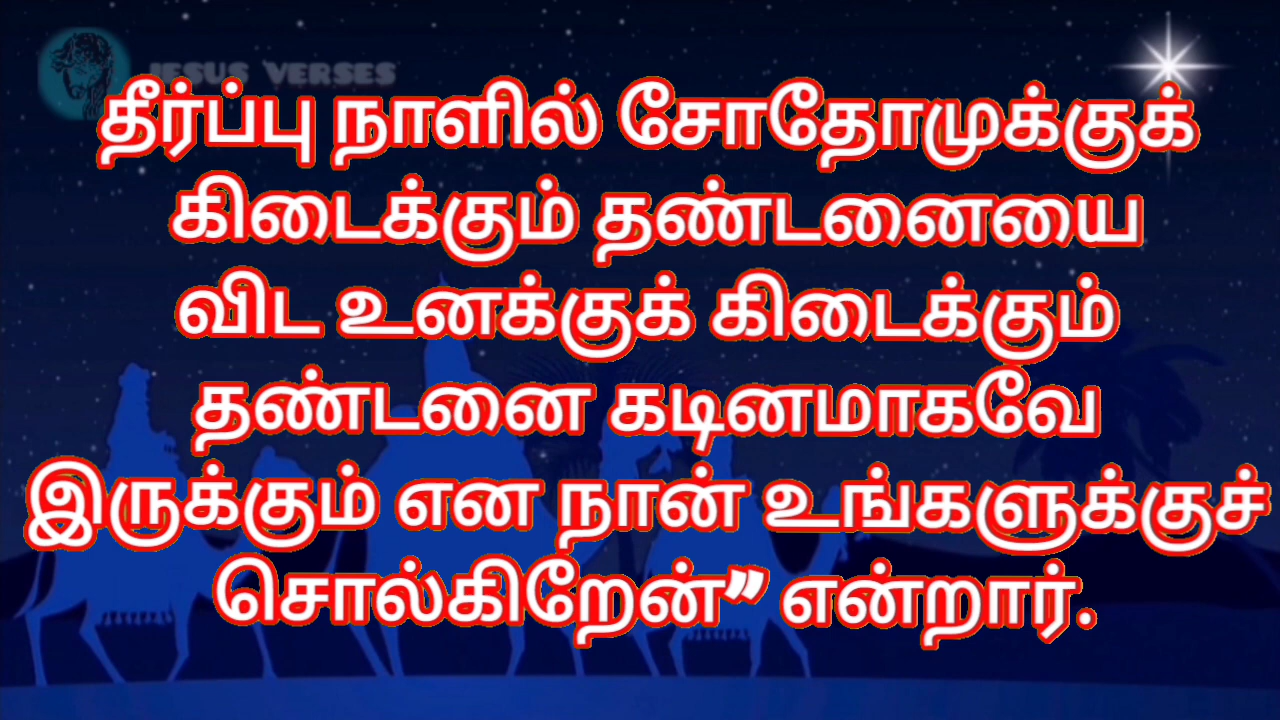 JESUS VERSES
தீர்ப்பு நாளில் சோதோமுக்குக்
கிடைக்கும் தண்டனையை
விட உனக்குக் கிடைக்கும்
தண்டனை கடினமாகவே
இருக்கும் என நான் உங்களுக்குச்
சொல்கிறேன்” என்றார்.